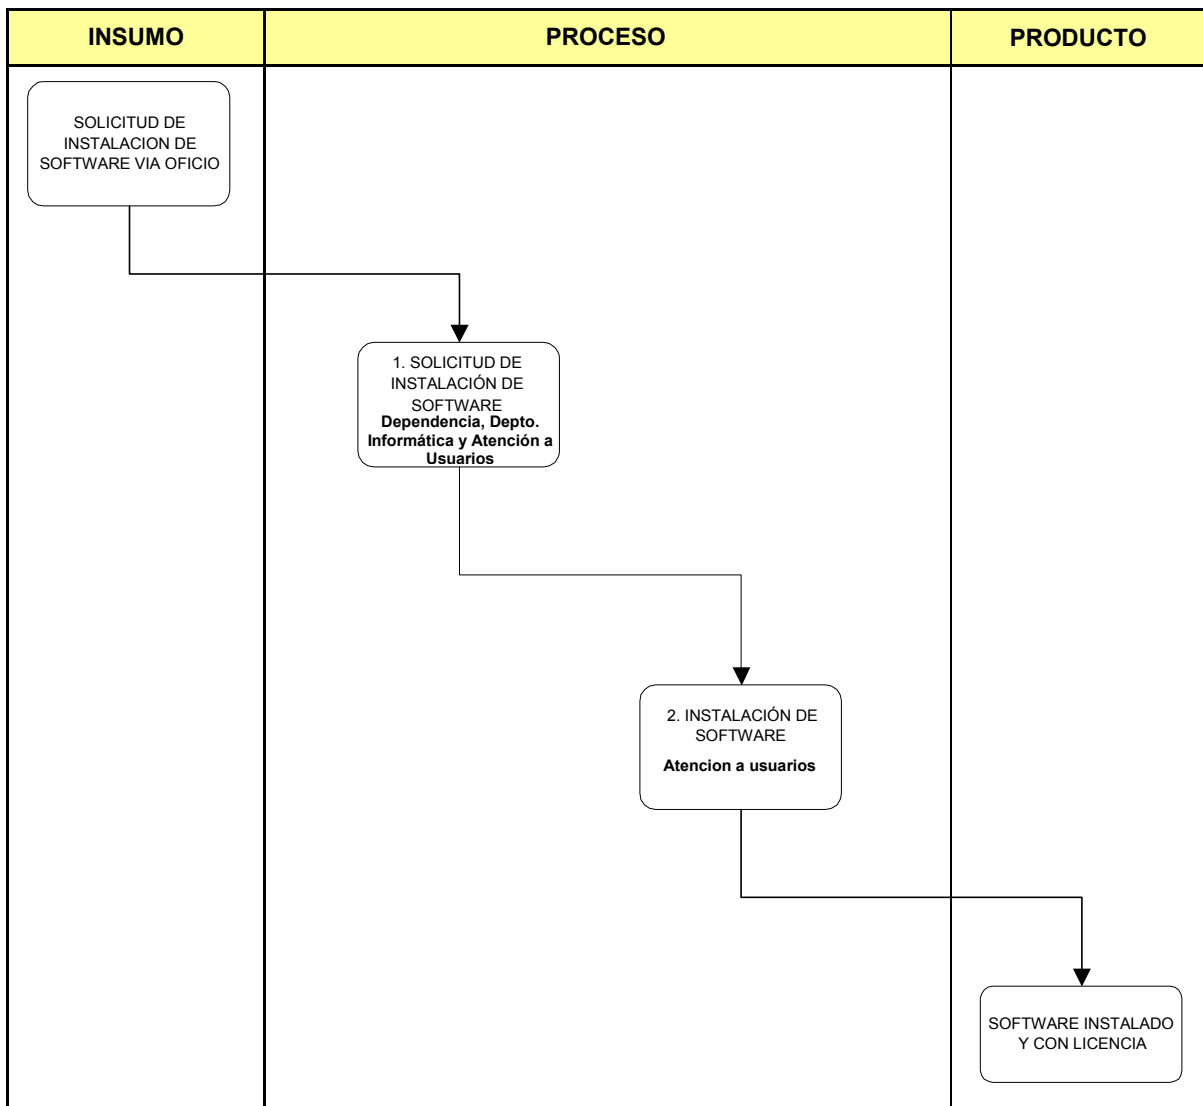 INSUMO
PROCESO
PRODUCTO
SOLICITUD DE
INSTALACION DE
SOFTWARE VIA OFICIO
1. SOLICITUD DE
INSTALACIÓN DE
SOFTWARE
Dependencia, Depto.
Informática y Atención a
Usuarios
2. INSTALACIÓN DE
SOFTWARE
Atencion a usuarios
SOFTWARE INSTALADO
Y CON LICENCIA